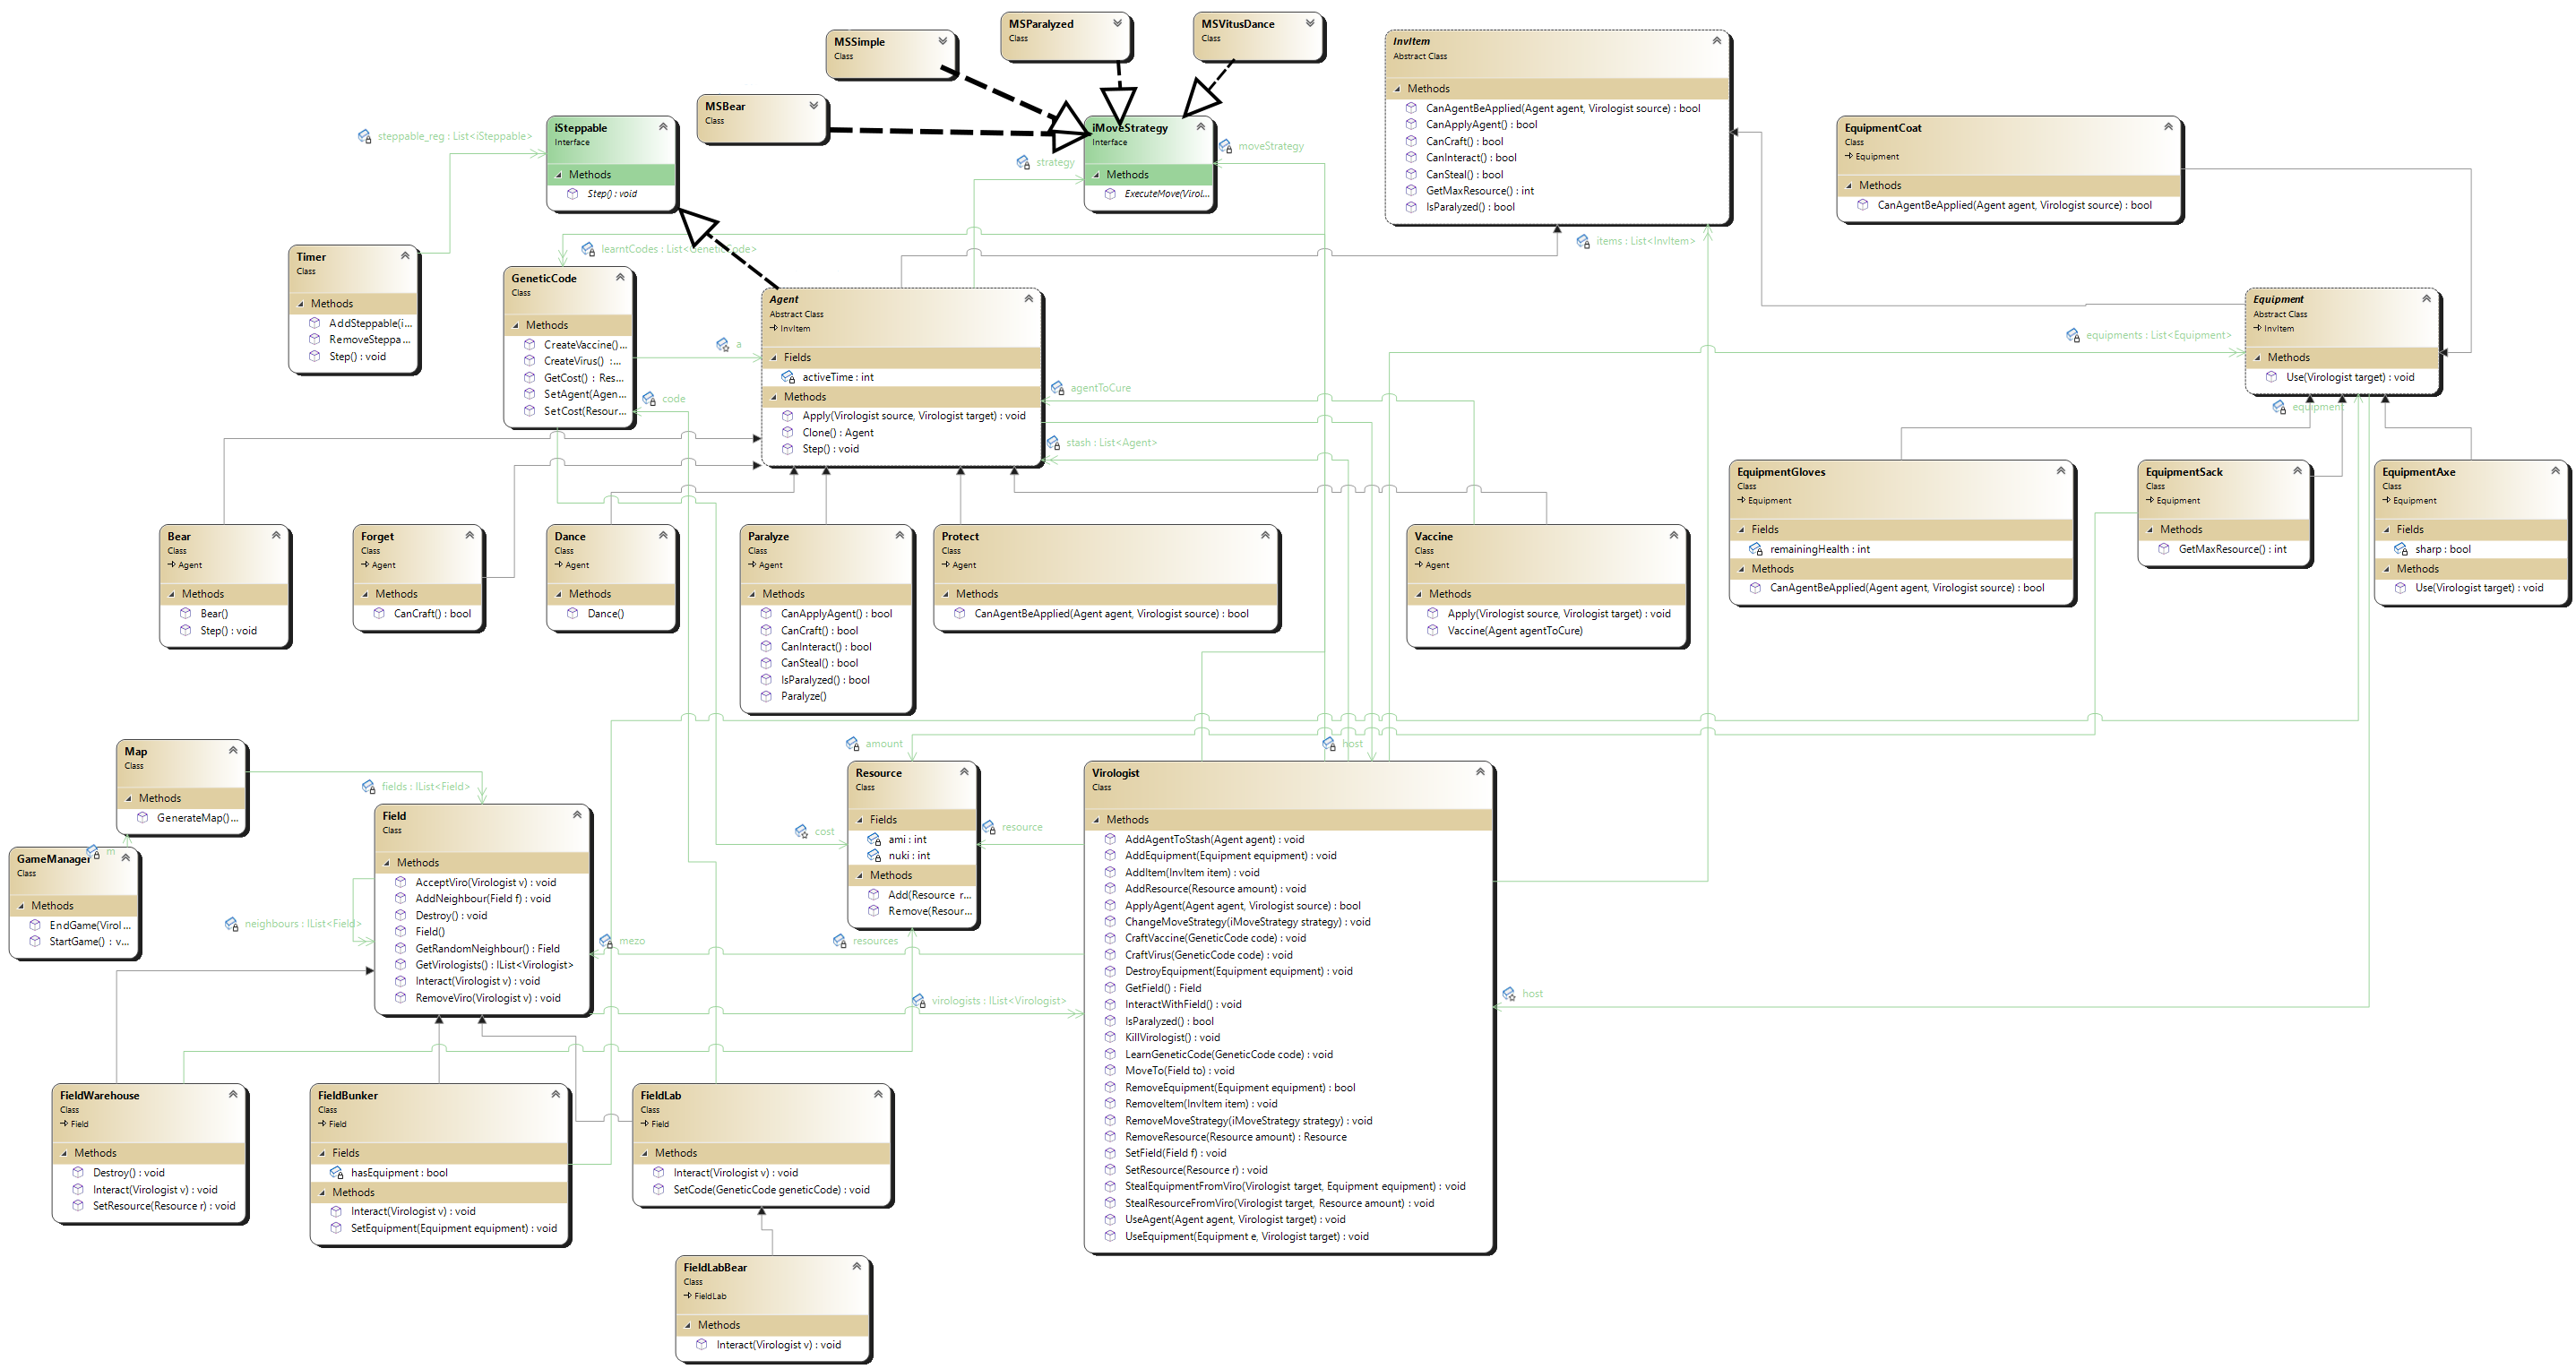 MSSimple
Class
MSParalyzed
Class
MSVitusDance
Class
MSBear
Class
steppable_reg : List<iSteppable>
iSteppable
Interface
Methods
Step() : void
iMoveStrategy
Interface
Methods
ExecuteMove(Virol...
strategy
moveStrategy
InvItem
Abstract Class
Methods
CanAgentBeApplied(Agent agent, Virologist source) : bool
CanApplyAgent() : bool
CanCraft() : bool
CanInteract() : bool
CanSteal() : bool
GetMaxResource() : int
IsParalyzed() : bool
items : List<InvItem>
EquipmentCoat
Class
Equipment
Methods
CanAgentBeApplied(Agent agent, Virologist source) : bool
Timer
Class
Methods
AddSteppable(i...
RemoveSteppa...
Step() : void
learntCodes : List<GeneticCode>
GeneticCode
Class
Methods
CreateVaccine()...
CreateVirus() :...
GetCost() : Res...
SetAgent(Agen...
SetCost(Resour...
a
code
Agent
Abstract Class
InvItem
Fields
activeTime : int
Methods
Apply(Virologist source, Virologist target) : void
Clone() : Agent
Step() : void
agentToCure
stash : List<Agent>
equipments : List<Equipment>
Equipment
Abstract Class
InvItem
Methods
Use(Virologist target) : void
equipment
EquipmentGloves
Class
Equipment
Fields
remainingHealth : int
Methods
CanAgentBeApplied(Agent agent, Virologist source) : bool
EquipmentSack
Class
Equipment
Methods
GetMaxResource() : int
EquipmentAxe
Class
Equipment
Fields
sharp : bool
Methods
Use(Virologist target) : void
Bear
Class
Agent
Methods
Bear()
Step() : void
Forget
Class
Agent
Methods
CanCraft() : bool
Dance
Class
Agent
Methods
Dance()
Paralyze
Class
Agent
Methods
CanApplyAgent() : bool
CanCraft() : bool
CanInteract() : bool
CanSteal() : bool
IsParalyzed() : bool
Paralyze()
Protect
Class
Agent
Methods
CanAgentBeApplied(Agent agent, Virologist source) : bool
Vaccine
Class
Agent
Methods
Apply(Virologist source, Virologist target) : void
Vaccine(Agent agentToCure)
Map
Class
Methods
GenerateMap()...
fields : IList<Field>
m
GameManager
Class
Methods
EndGame(Virol...
StartGame() : v...
Field
Class
Methods
AcceptViro(Virologist v) : void
AddNeighbour(Field f) : void
Destroy() : void
Field()
GetRandomNeighbour() : Field
GetVirologists() : IList<Virologist>
Interact(Virologist v) : void
RemoveViro(Virologist v) : void
neighbours : IList<Field>
mezo
amount
host
Resource
Class
Fields
ami : int
nuki : int
Methods
Add(Resource r...
Remove(Resour...
cost
resource
resources
virologists : IList<Virologist>
Virologist
Class
Methods
AddAgentToStash(Agent agent) : void
AddEquipment(Equipment equipment) : void
AddItem(InvItem item) : void
AddResource(Resource amount) : void
ApplyAgent(Agent agent, Virologist source) : bool
ChangeMoveStrategy(iMoveStrategy strategy) : void
CraftVaccine(GeneticCode code) : void
CraftVirus(GeneticCode code) : void
DestroyEquipment(Equipment equipment) : void
GetField() : Field
InteractWithField() : void
IsParalyzed() : bool
KillVirologist() : void
LearnGeneticCode(GeneticCode code) : void
MoveTo(Field to) : void
RemoveEquipment(Equipment equipment) : bool
RemoveItem(InvItem item) : void
RemoveMoveStrategy(iMoveStrategy strategy) : void
RemoveResource(Resource amount) : Resource
SetField(Field f) : void
SetResource(Resource r) : void
StealEquipmentFromViro(Virologist target, Equipment equipment) : void
StealResourceFromViro(Virologist target, Resource amount) : void
UseAgent(Agent agent, Virologist target) : void
UseEquipment(Equipment e, Virologist target) : void
host
FieldWarehouse
Class
Field
Methods
Destroy() : void
Interact(Virologist v) : void
SetResource(Resource r) : void
FieldBunker
Class
Field
Fields
hasEquipment : bool
Methods
Interact(Virologist v) : void
SetEquipment(Equipment equipment) : void
FieldLab
Class
Field
Methods
Interact(Virologist v) : void
SetCode(GeneticCode geneticCode) : void
FieldLabBear
Class
FieldLab
Methods
Interact(Virologist v) : void